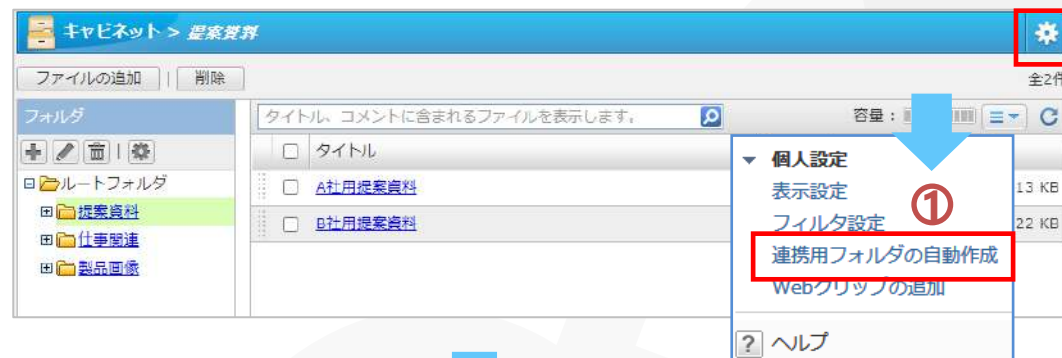 キャビネット > 提案資料
ファイルの追加 | 削除
全2件
フォルダ
タイトル、コメントに含まれるファイルを表示します。
容量：
タイトル
ルートフォルダ
提案資料
仕事関連
製品画像
A社用提案資料
13 KB
B社用提案資料
22 KB
個人設定
表示設定
①
フィルタ設定
連携用フォルダの自動作成
Webクリップの追加
? ヘルプ